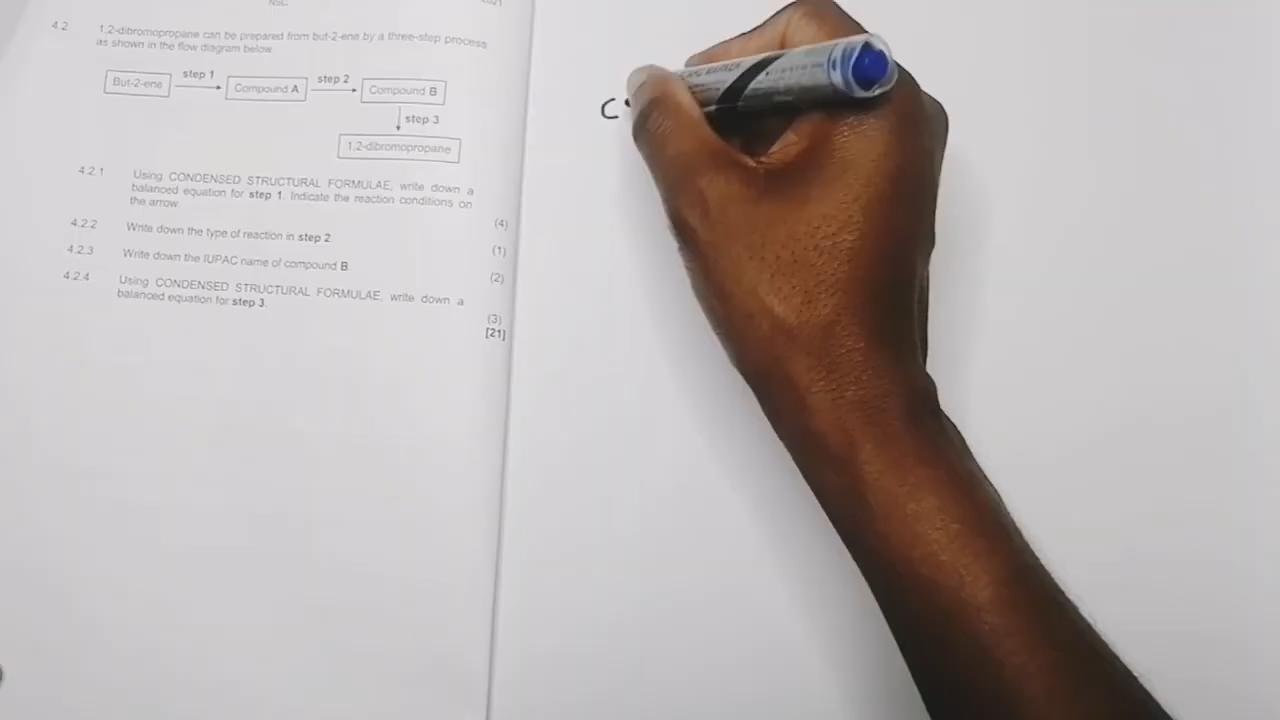 NSC
2021
4.2 1,2-dibromopropane can be prepared from but-2-ene by a three-step process
as shown in the flow diagram below.
But-2-ene
step 1
Compound A
step 2
Compound B
step 3
1,2-dibromopropane
4.2.1 Using CONDENSED STRUCTURAL FORMULAE, write down a
balanced equation for step 1. Indicate the reaction conditions on
the arrow. (4)
4.2.2 Write down the type of reaction in step 2. (1)
4.2.3 Write down the IUPAC name of compound B. (2)
4.2.4 Using CONDENSED STRUCTURAL FORMULAE, write down a
balanced equation for step 3. (3)
[21]
C